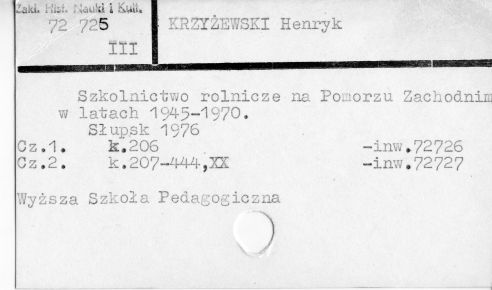 Zakł. Hist. Nauki i Kult.
72 725
III
KRZYŻEWSKI Henryk
Szkolnictwo rolnicze na Pomorzu Zachodnim
w latach 1945-1970.
Słupsk 1976
Cz.1. k.206 -inw.72726
Cz.2. k.207-444,XX -inw.72727
Wyższa Szkoła Pedagogiczna